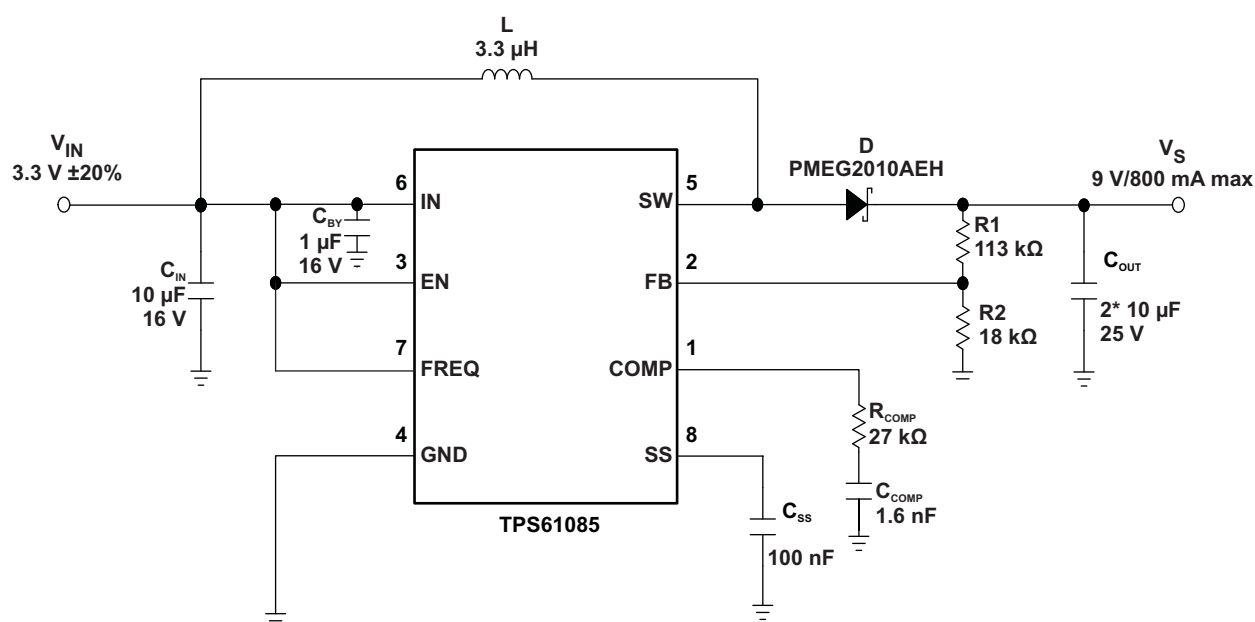 L
3.3 µH
V_IN
3.3 V ±20%
D
PMEG2010AEH
V_S
9 V/800 mA max
6
IN
C_BY
1 µF
16 V
5
SW
R1
113 kΩ
C_IN
10 µF
16 V
3
EN
2
FB
C_OUT
2* 10 µF
25 V
R2
18 kΩ
7
FREQ
1
COMP
R_COMP
27 kΩ
4
GND
8
SS
C_COMP
1.6 nF
C_SS
100 nF
TPS61085